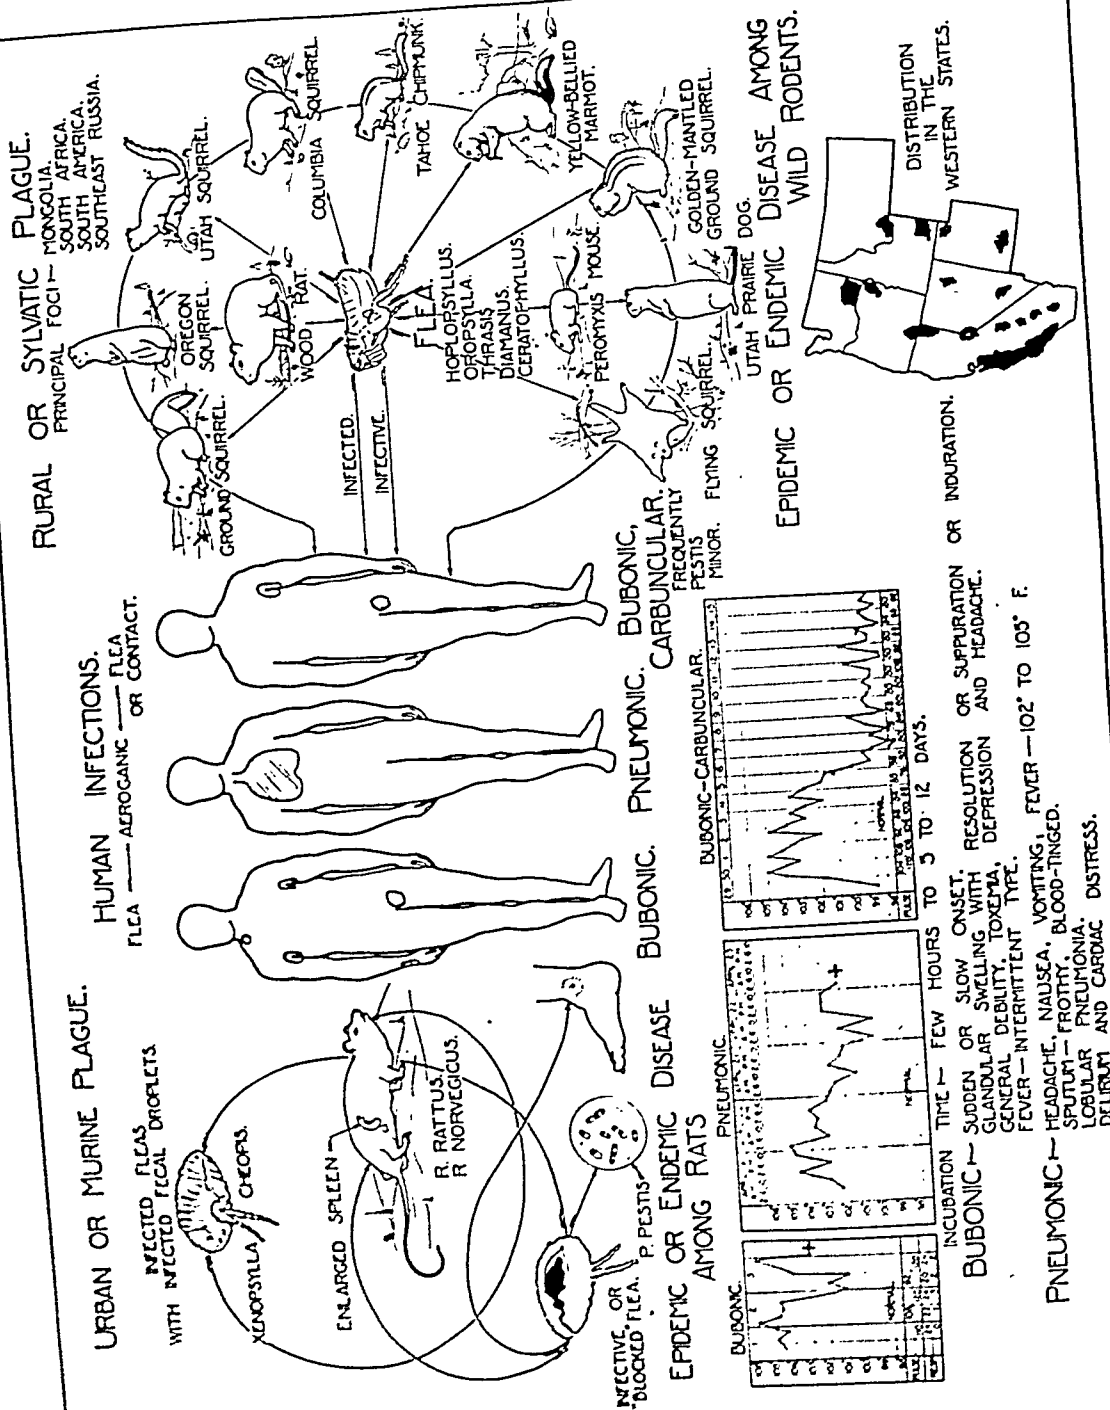 URBAN OR MURINE PLAGUE.
INFECTED FLEAS
WITH INFECTED FECAL DROPLETS.
XENOPSYLLA CHEOPIS.
ENLARGED SPLEEN
R. RATTUS.
R NORVEGICUS.
INFECTIVE, OR
"BLOCKED" FLEA.
P. PESTIS
EPIDEMIC OR ENDEMIC DISEASE
AMONG RATS
HUMAN INFECTIONS.
FLEA — AEROGANIC — FLEA
OR CONTACT.
BUBONIC.
PNEUMONIC.
BUBONIC,
CARBUNCULAR.
FREQUENTLY
PESTIS
MINOR.
RURAL OR SYLVATIC PLAGUE.
PRINCIPAL FOCI — MONGOLIA.
SOUTH AFRICA.
SOUTH AMERICA.
SOUTHEAST RUSSIA.
GROUND SQUIRREL.
OREGON
SQUIRREL.
UTAH SQUIRREL.
COLUMBIA SQUIRREL.
TAHOE CHIPMUNK.
YELLOW-BELLIED
MARMOT.
GOLDEN-MANTLED
GROUND SQUIRREL.
UTAH PRAIRIE DOG.
FLYING SQUIRREL.
WOOD RAT.
PEROMYXIS MOUSE.
INFECTED.
INFECTIVE.
FLEA.
HOPLOPSYLLUS
OROPSYLLA.
THRASIS
DIAMANUS.
CERATOPHYLLUS.
EPIDEMIC OR ENDEMIC DISEASE AMONG
WILD RODENTS.
DISTRIBUTION
IN THE
WESTERN STATES.
BUBONIC.
NORMAL
PNEUMONIC.
NORMAL
BUBONIC-CARBUNCULAR.
NORMAL
PULSE
INCUBATION TIME — FEW HOURS TO 5 TO 12 DAYS.
BUBONIC — SUDDEN OR SLOW ONSET.
GLANDULAR SWELLING WITH RESOLUTION OR SUPPURATION OR INDURATION.
GENERAL DEBILITY, TOXEMIA, DEPRESSION AND HEADACHE.
FEVER — INTERMITTENT TYPE.
PNEUMONIC — HEADACHE, NAUSEA, VOMITING, FEVER — 102° TO 105° F.
SPUTUM — FROTHY, BLOOD-TINGED.
LOBULAR PNEUMONIA.
DELIRIUM AND CARDIAC DISTRESS.